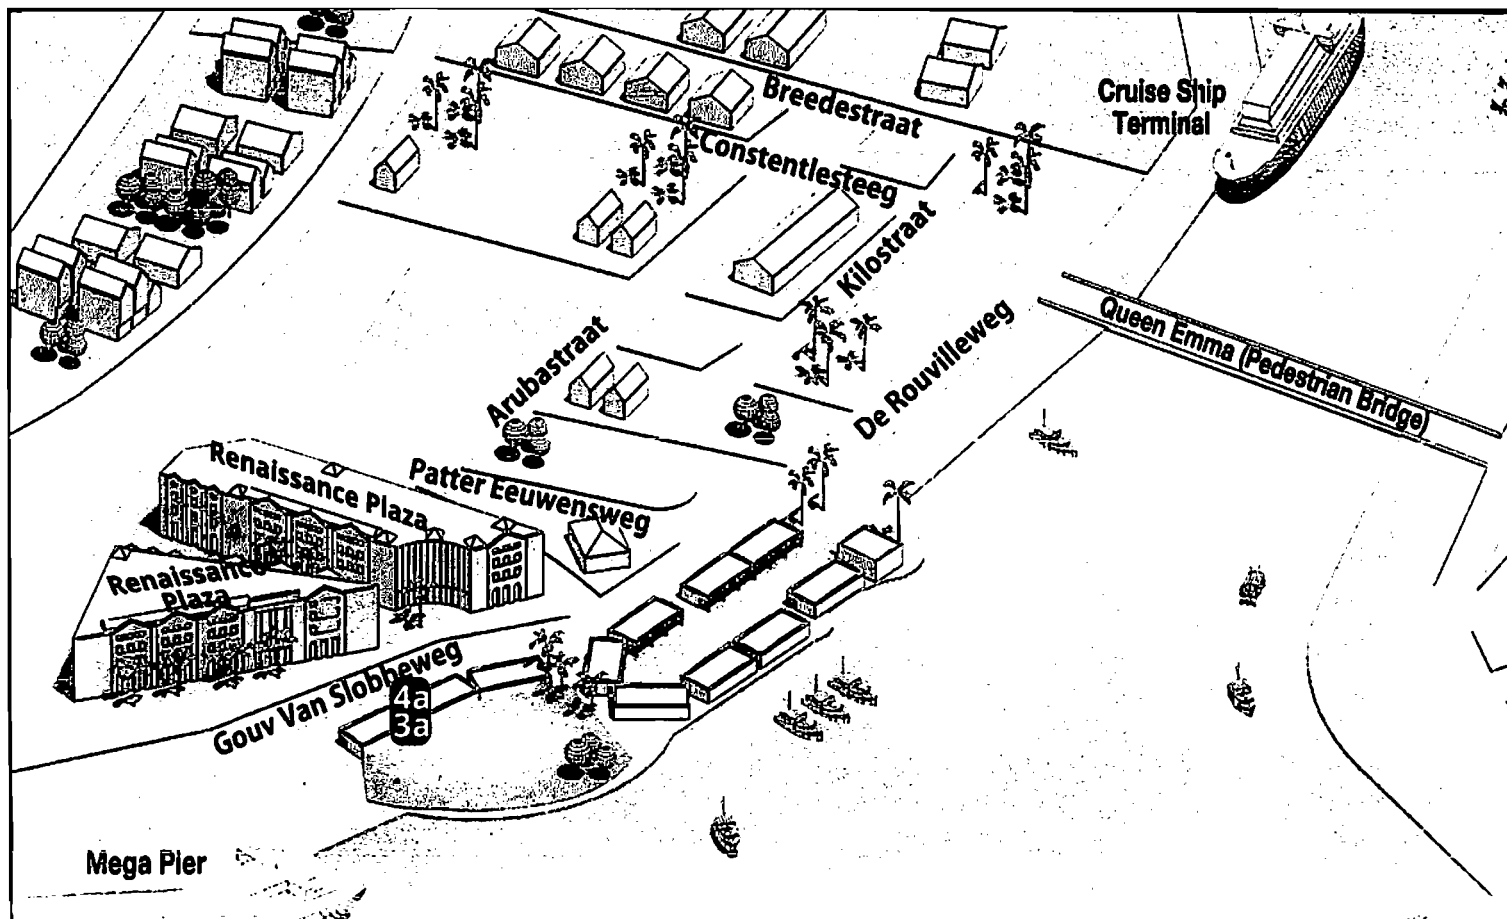 Breedestraat
Cruise Ship
Terminal
Constentlesteeg
Kilostraat
Queen Emma (Pedestrian Bridge)
De Rouvilleweg
Arubastraat
Renaissance Plaza
Patter Eeuwensweg
Renaissance
Plaza
Gouv Van Slobbeweg
4a
3a
Mega Pier